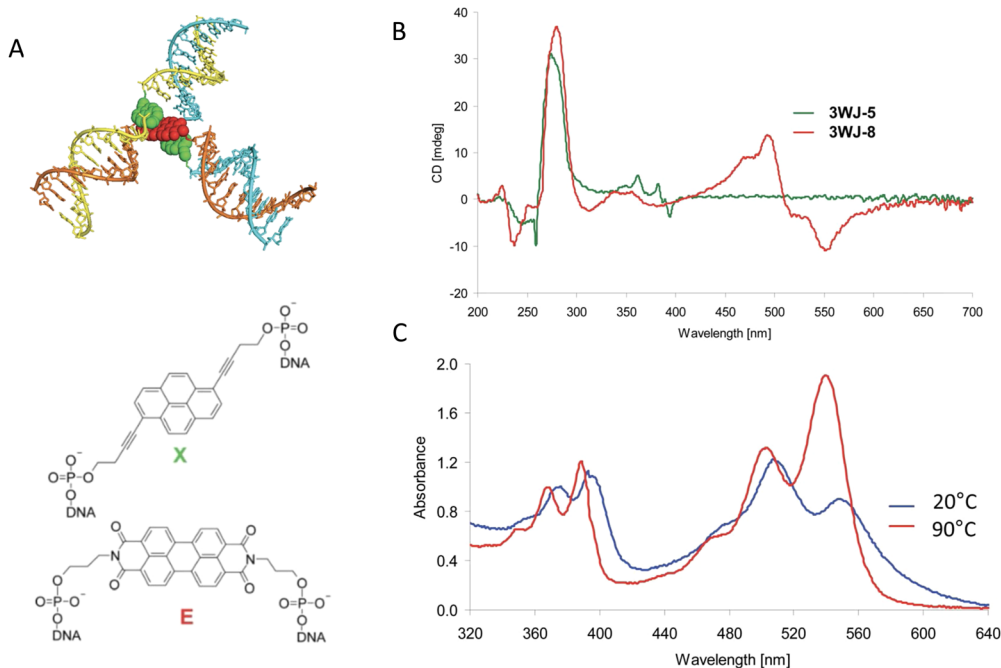 A
O⁻
O-P=O
O
DNA
X
O⁻
O=P-O
O
DNA
O
O
N
N
O
O
O
O⁻
O=P-O
O
DNA
E
O
O⁻
O-P=O
O
DNA
B
CD [mdeg]
40
30
20
10
0
-10
-20
200
250
300
350
400
450
500
550
600
650
700
Wavelength [nm]
3WJ-5
3WJ-8
C
Absorbance
2.0
1.6
1.2
0.8
0.4
0.0
320
400
440
480
520
560
600
640
Wavelength [nm]
20°C
90°C